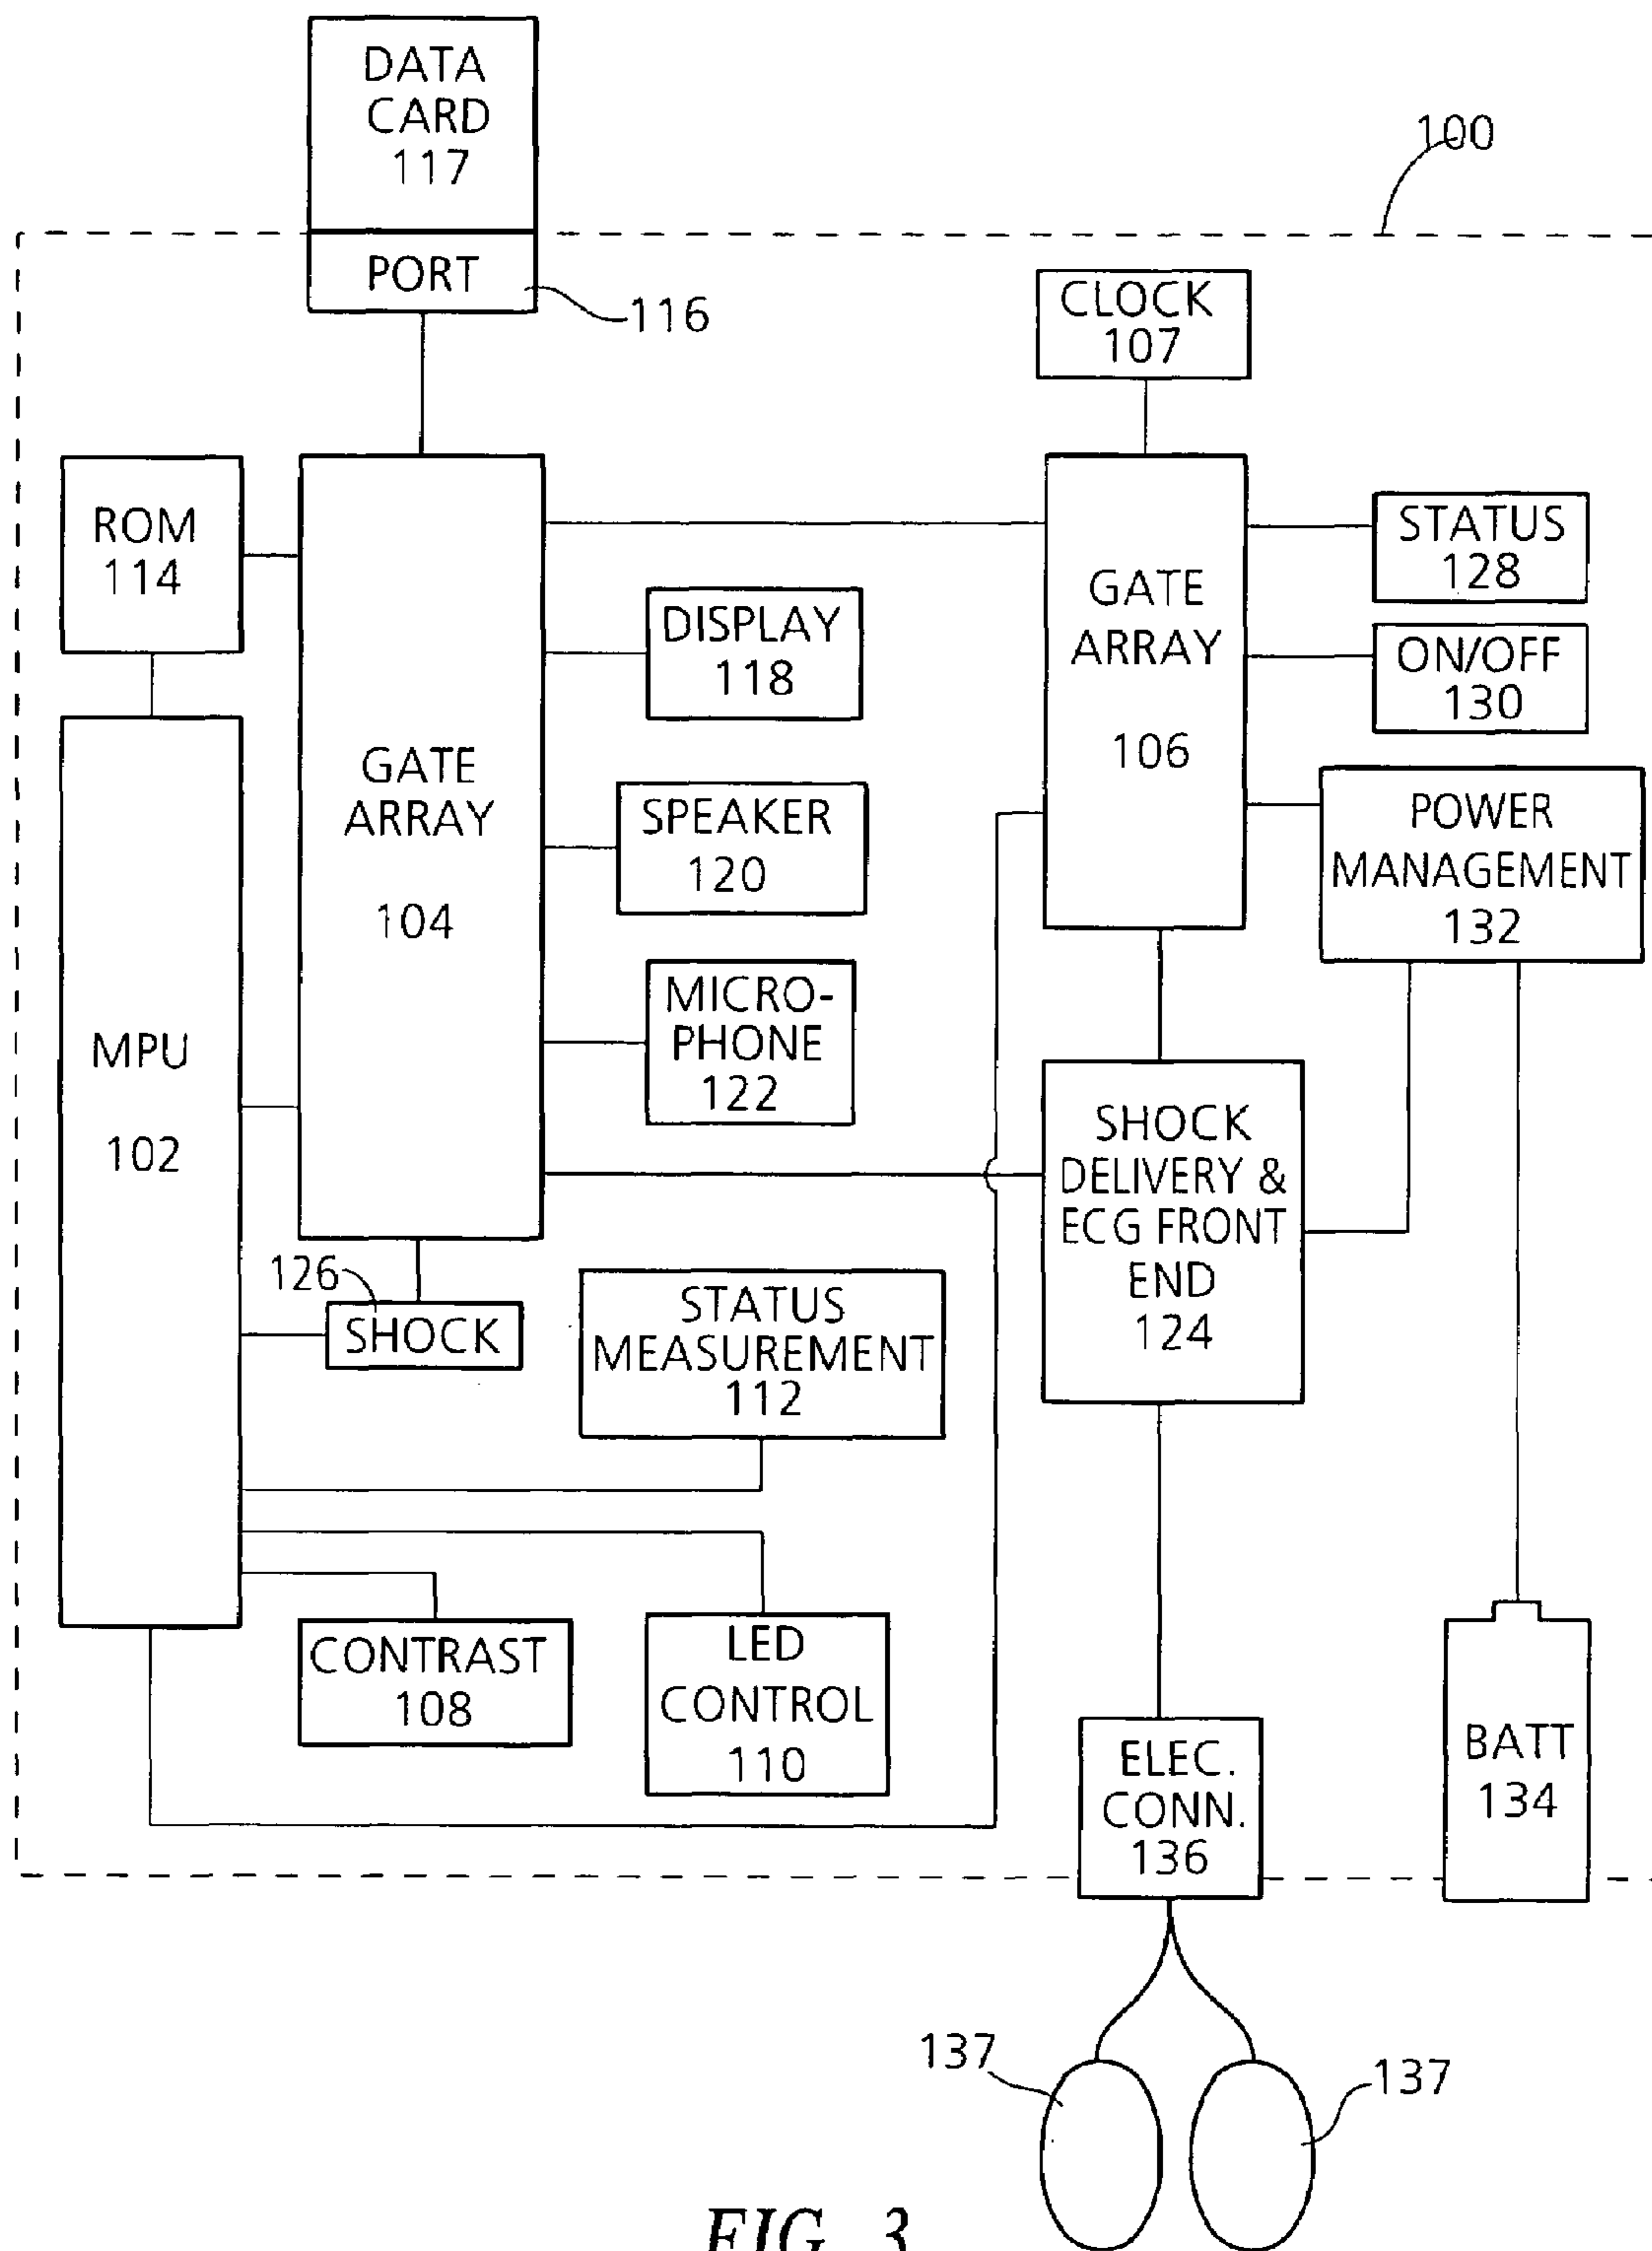 DATA
CARD
117
100
PORT
116
CLOCK
107
ROM
114
GATE
ARRAY
104
GATE
ARRAY
106
STATUS
128
DISPLAY
118
ON/OFF
130
SPEAKER
120
POWER
MANAGEMENT
132
MICRO-
PHONE
122
MPU
102
SHOCK
DELIVERY &
ECG FRONT
END
124
126
SHOCK
STATUS
MEASUREMENT
112
CONTRAST
108
LED
CONTROL
110
ELEC.
CONN.
136
BATT
134
137
137
FIG. 3